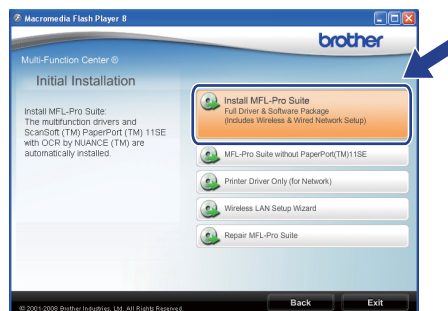 Macromedia Flash Player 8
brother
Multi-Function Center ®
Initial Installation
Install MFL-Pro Suite:
The multifunction drivers and
ScanSoft (TM) PaperPort (TM) 11SE
with OCR by NUANCE (TM) are
automatically installed.
Install MFL-Pro Suite
Full Driver & Software Package
(Includes Wireless & Wired Network Setup)
MFL-Pro Suite without PaperPort(TM)11SE
Printer Driver Only (for Network)
Wireless LAN Setup Wizard
Repair MFL-Pro Suite
© 2001-2008 Brother Industries, Ltd. All Rights Reserved.
Back
Exit